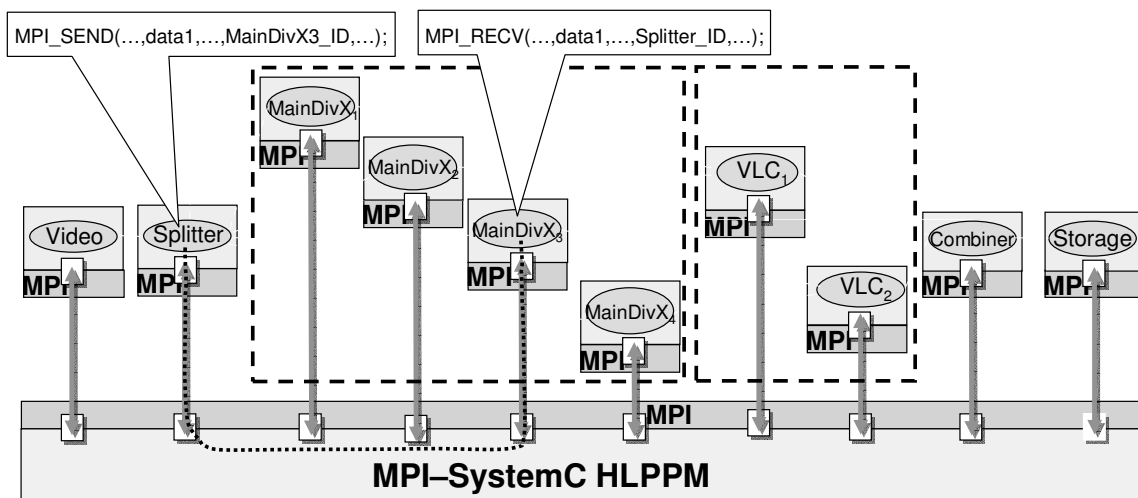 MPI_SEND(…,data1,…,MainDivX3_ID,…);
MPI_RECV(…,data1,…,Splitter_ID,…);
MainDivX1
MPI
MainDivX2
MPI
VLC1
MPI
Video
MPI
Splitter
MPI
MainDivX3
MPI
Combiner
MPI
Storage
MPI
MainDivX4
MPI
VLC2
MPI
MPI
MPI–SystemC HLPPM